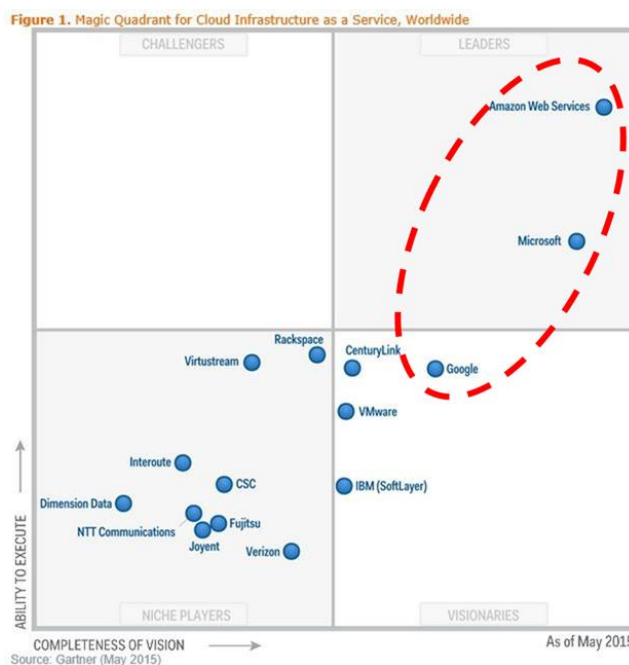 Figure 1. Magic Quadrant for Cloud Infrastructure as a Service, Worldwide
CHALLENGERS
LEADERS
Amazon Web Services
Microsoft
Rackspace
Virtustream
CenturyLink
Google
VMware
Interoute
CSC
IBM (SoftLayer)
Dimension Data
NTT Communications
Fujitsu
Joyent
Verizon
ABILITY TO EXECUTE
NICHE PLAYERS
VISIONARIES
COMPLETENESS OF VISION
As of May 2015
Source: Gartner (May 2015)